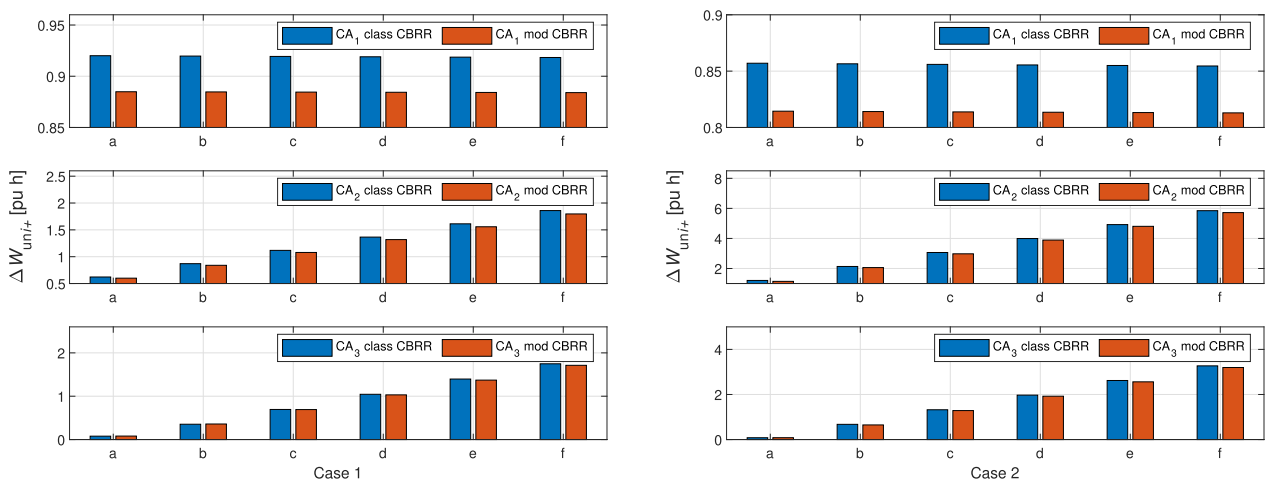 0.95
0.9
0.85
CA1 class CBRR CA1 mod CBRR
a b c d e f
2.5
2
1.5
1
0.5
ΔWuni+ [pu h]
CA2 class CBRR CA2 mod CBRR
a b c d e f
2
1
0
CA3 class CBRR CA3 mod CBRR
a b c d e f
Case 1
0.9
0.85
0.8
CA1 class CBRR CA1 mod CBRR
a b c d e f
8
6
4
2
ΔWuni+ [pu h]
CA2 class CBRR CA2 mod CBRR
a b c d e f
4
2
0
CA3 class CBRR CA3 mod CBRR
a b c d e f
Case 2